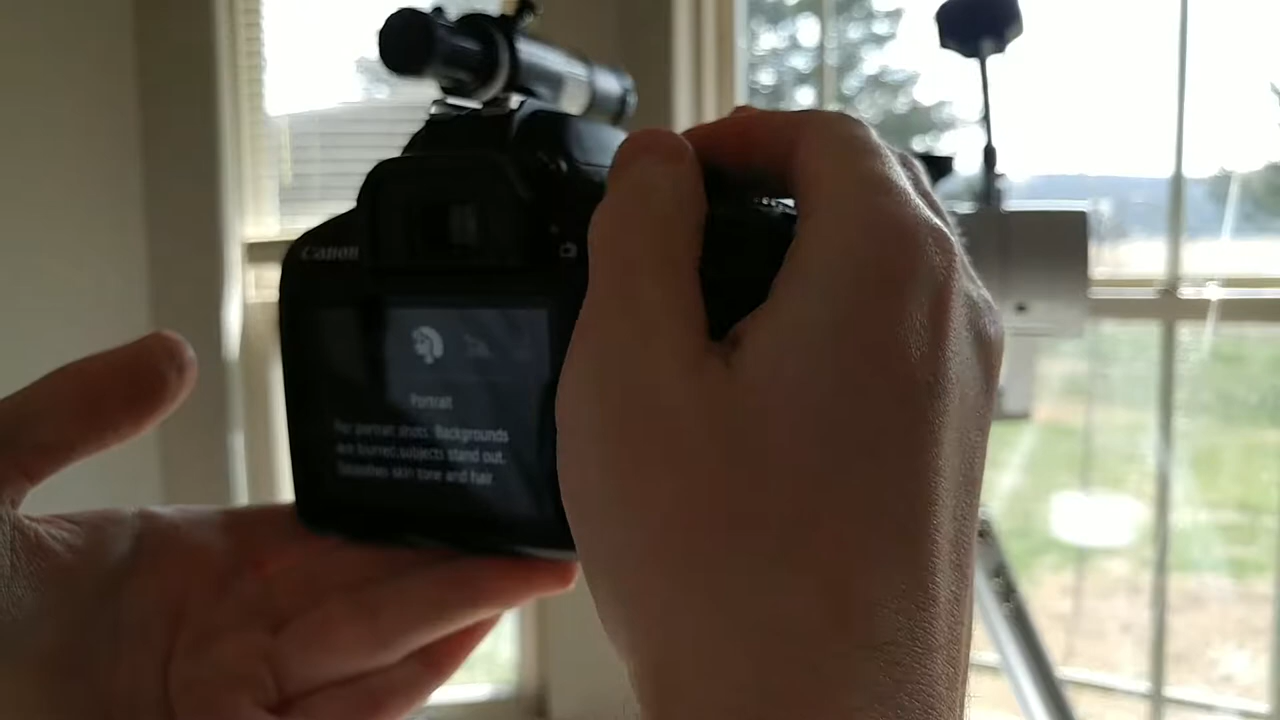 Canon
Portrait
For portrait shots. Backgrounds
are blurred,subjects stand out.
Smoothes skin tone and hair